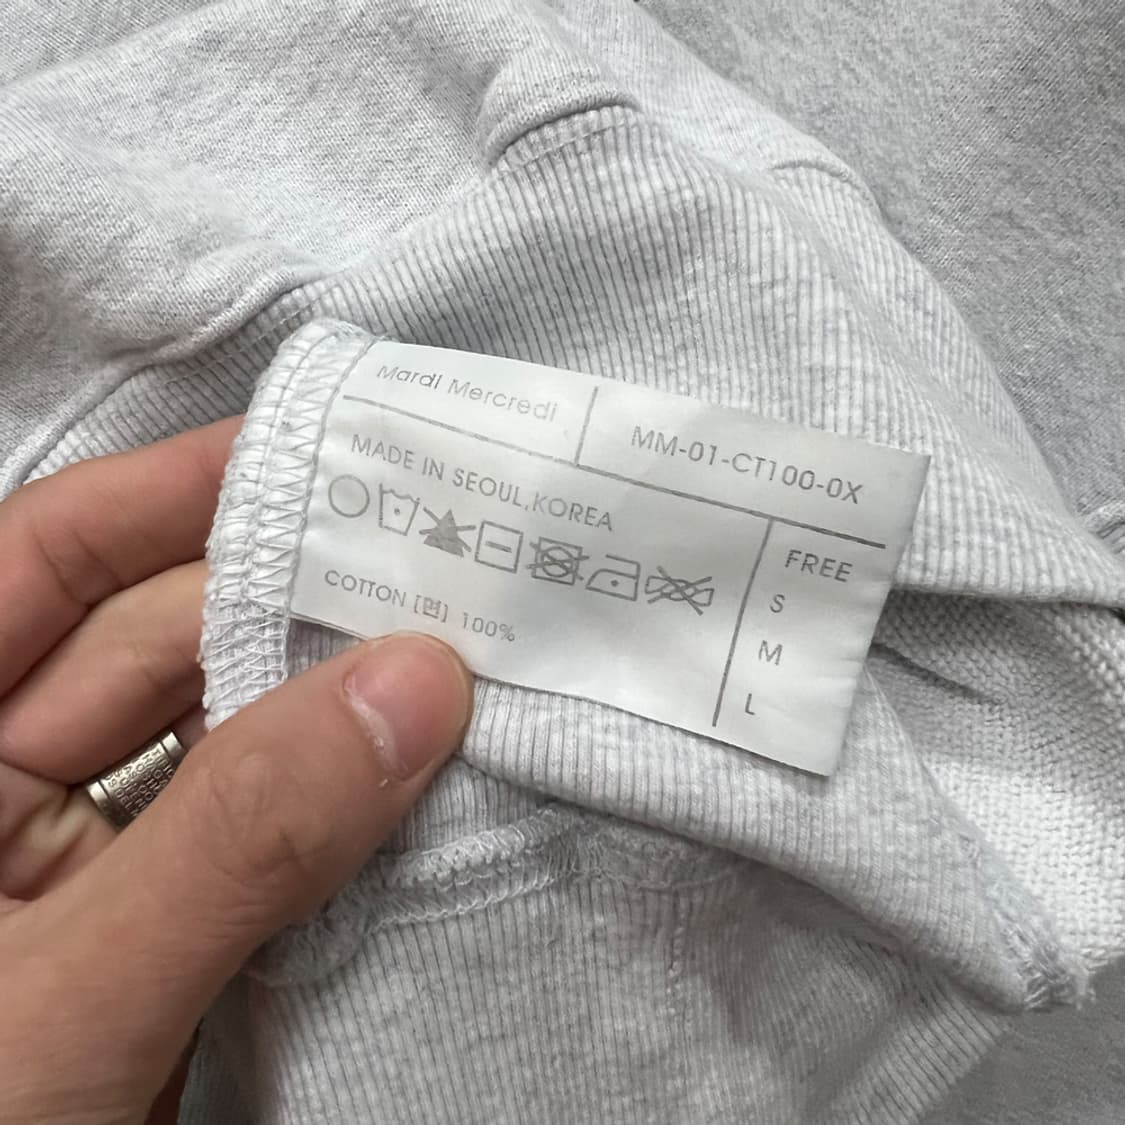 Mardi Mercredi
MM-01-CT100-0X
MADE IN SEOUL,KOREA
COTTON [면] 100%
FREE
S
M
L